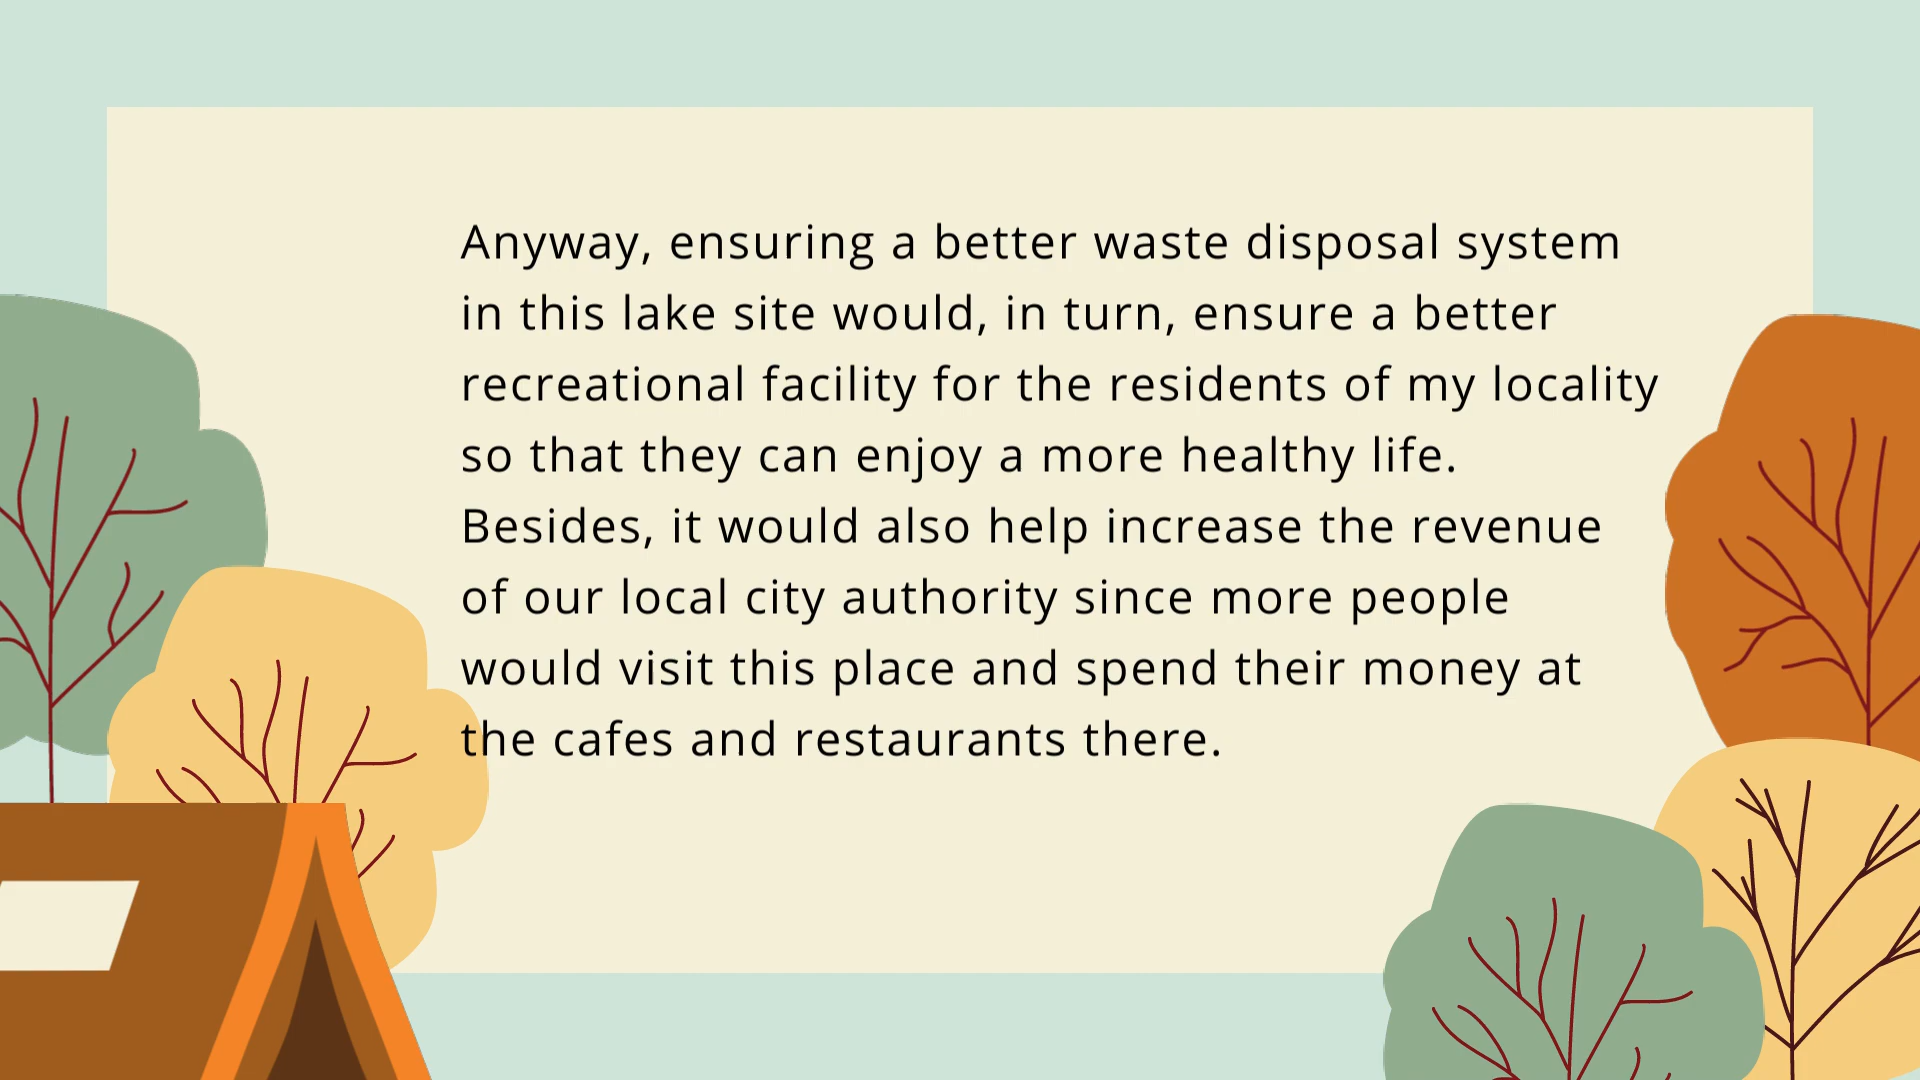 Anyway, ensuring a better waste disposal system
in this lake site would, in turn, ensure a better
recreational facility for the residents of my locality
so that they can enjoy a more healthy life.
Besides, it would also help increase the revenue
of our local city authority since more people
would visit this place and spend their money at
the cafes and restaurants there.